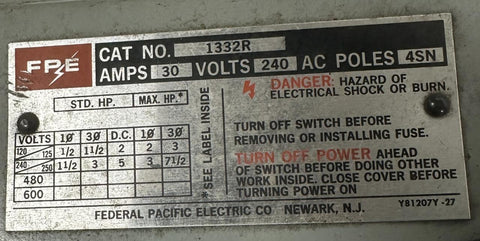 FPE
CAT NO. 1332R
AMPS 30 VOLTS 240 AC POLES 4SN
DANGER: HAZARD OF
ELECTRICAL SHOCK OR BURN.
STD. HP. MAX. HP.*
VOLTS 1Ø 3Ø D.C. 1Ø 3Ø
120 125 1/2 1 1/2 2 2 3
240 250 1 1/2 3 5 3 7 1/2
480
600
*SEE LABEL INSIDE
TURN OFF SWITCH BEFORE
REMOVING OR INSTALLING FUSE.
TURN OFF POWER AHEAD
OF SWITCH BEFORE DOING OTHER
WORK INSIDE. CLOSE COVER BEFORE
TURNING POWER ON
FEDERAL PACIFIC ELECTRIC CO NEWARK, N.J. YB1207Y-27